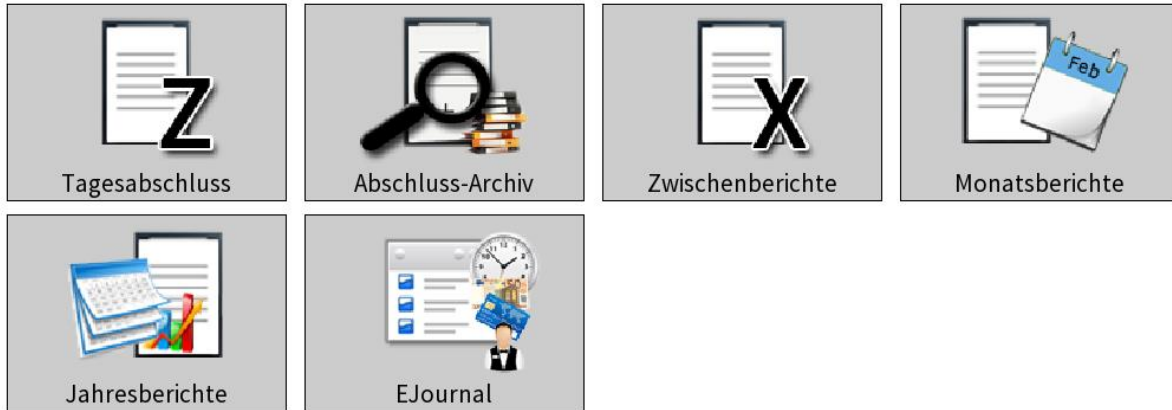 Z
X
Feb
Tagesabschluss
Abschluss-Archiv
Zwischenberichte
Monatsberichte
Jahresberichte
EJournal